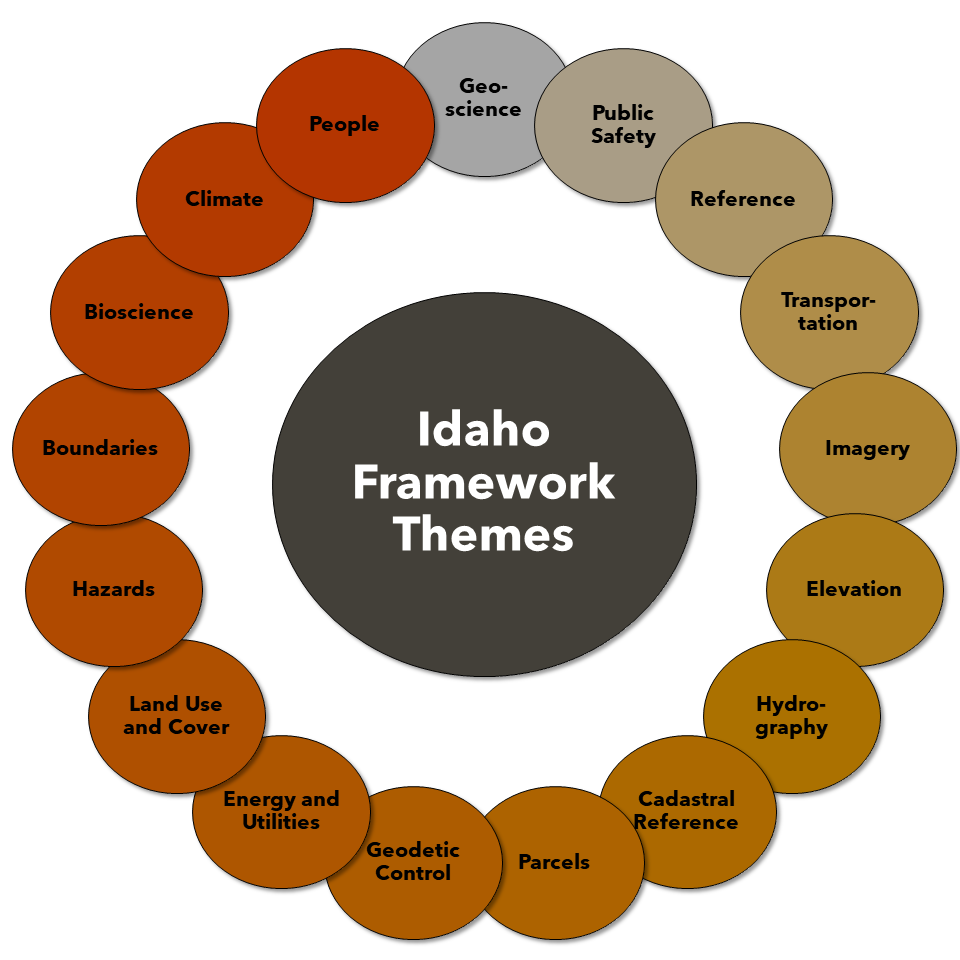 Geo-
science
Public
Safety
Reference
Transpor-
tation
Imagery
Elevation
Hydro-
graphy
Cadastral
Reference
Parcels
Geodetic
Control
Energy and
Utilities
Land Use
and Cover
Hazards
Boundaries
Bioscience
Climate
People
Idaho
Framework
Themes